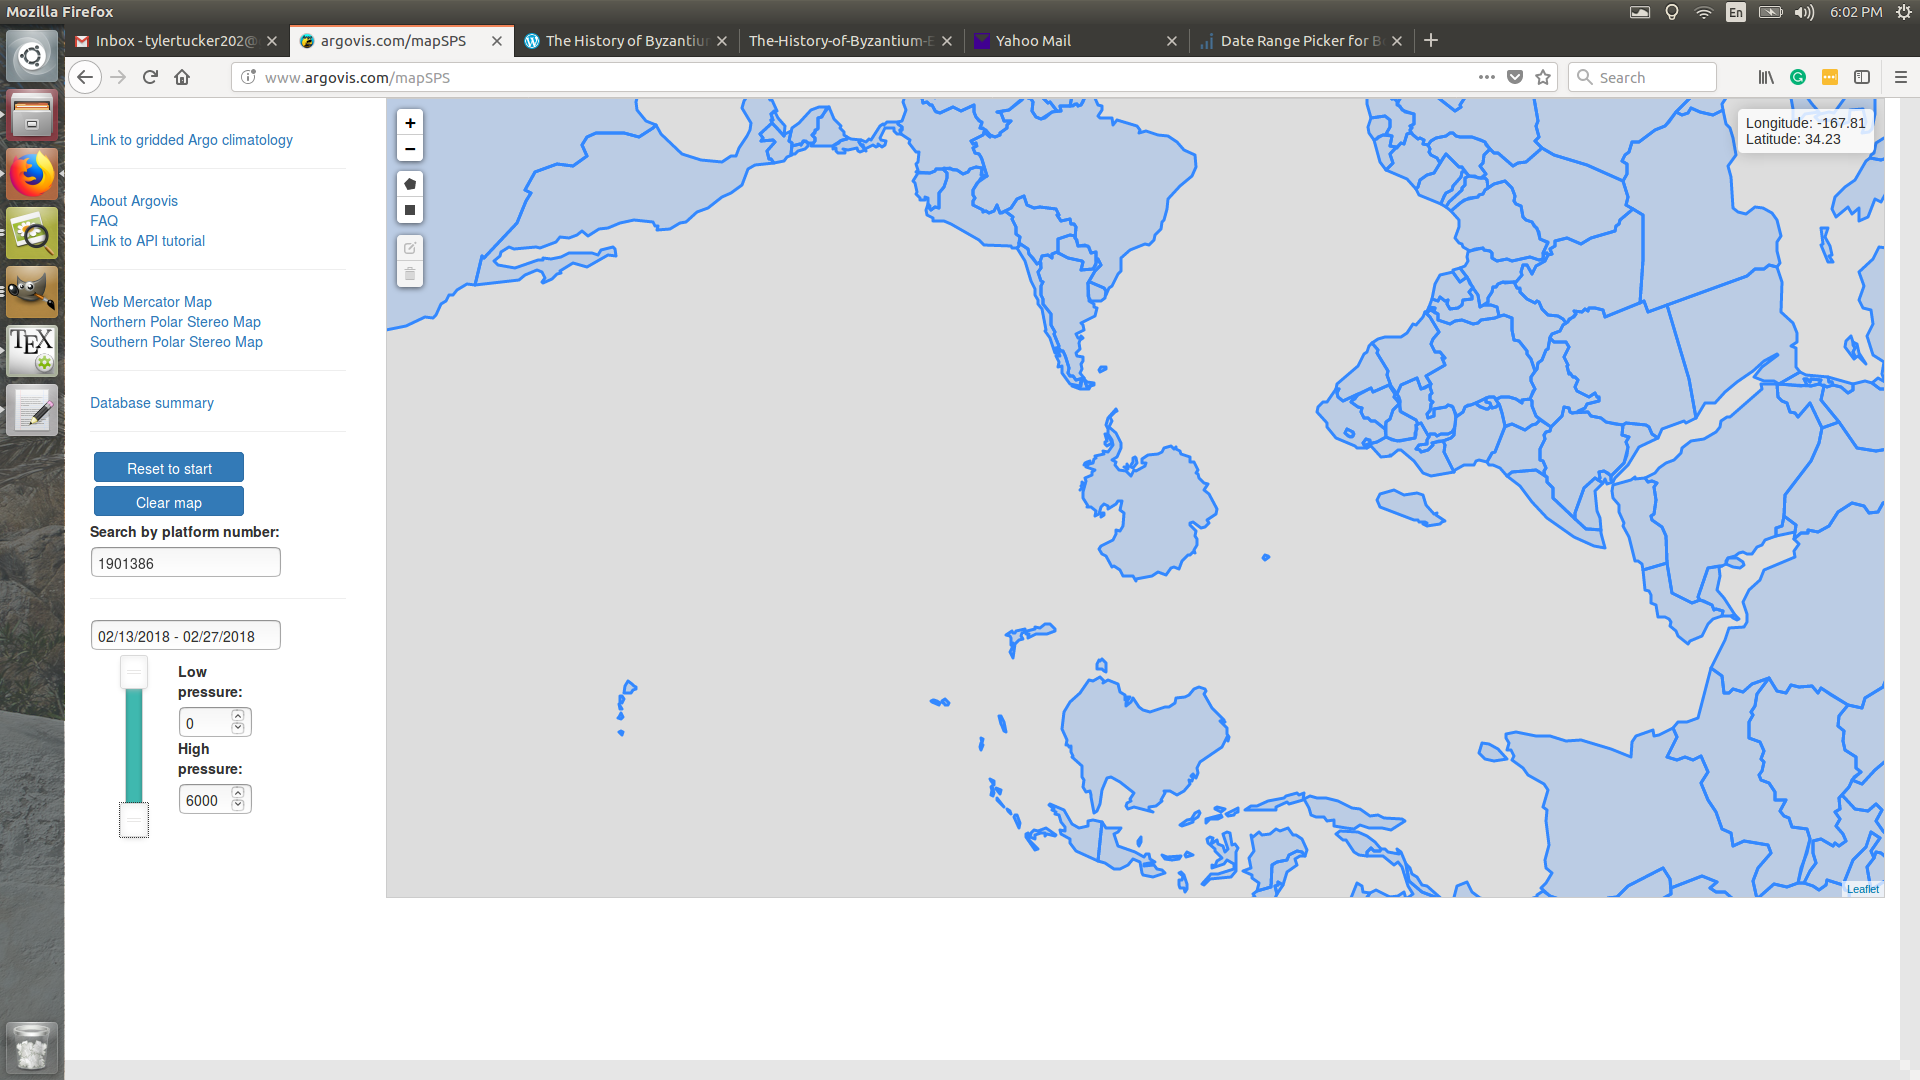 Mozilla Firefox
En
6:02 PM
Inbox - tylertucker202@
argovis.com/mapSPS
The History of Byzantiu
The-History-of-Byzantium-E
Yahoo Mail
Date Range Picker for B
www.argovis.com/mapSPS
Search
Link to gridded Argo climatology
About Argovis
FAQ
Link to API tutorial
Web Mercator Map
Northern Polar Stereo Map
Southern Polar Stereo Map
Database summary
Reset to start
Clear map
Search by platform number:
1901386
02/13/2018 - 02/27/2018
Low
pressure:
0
High
pressure:
6000
+
−
Longitude: -167.81
Latitude: 34.23
Leaflet
TEX